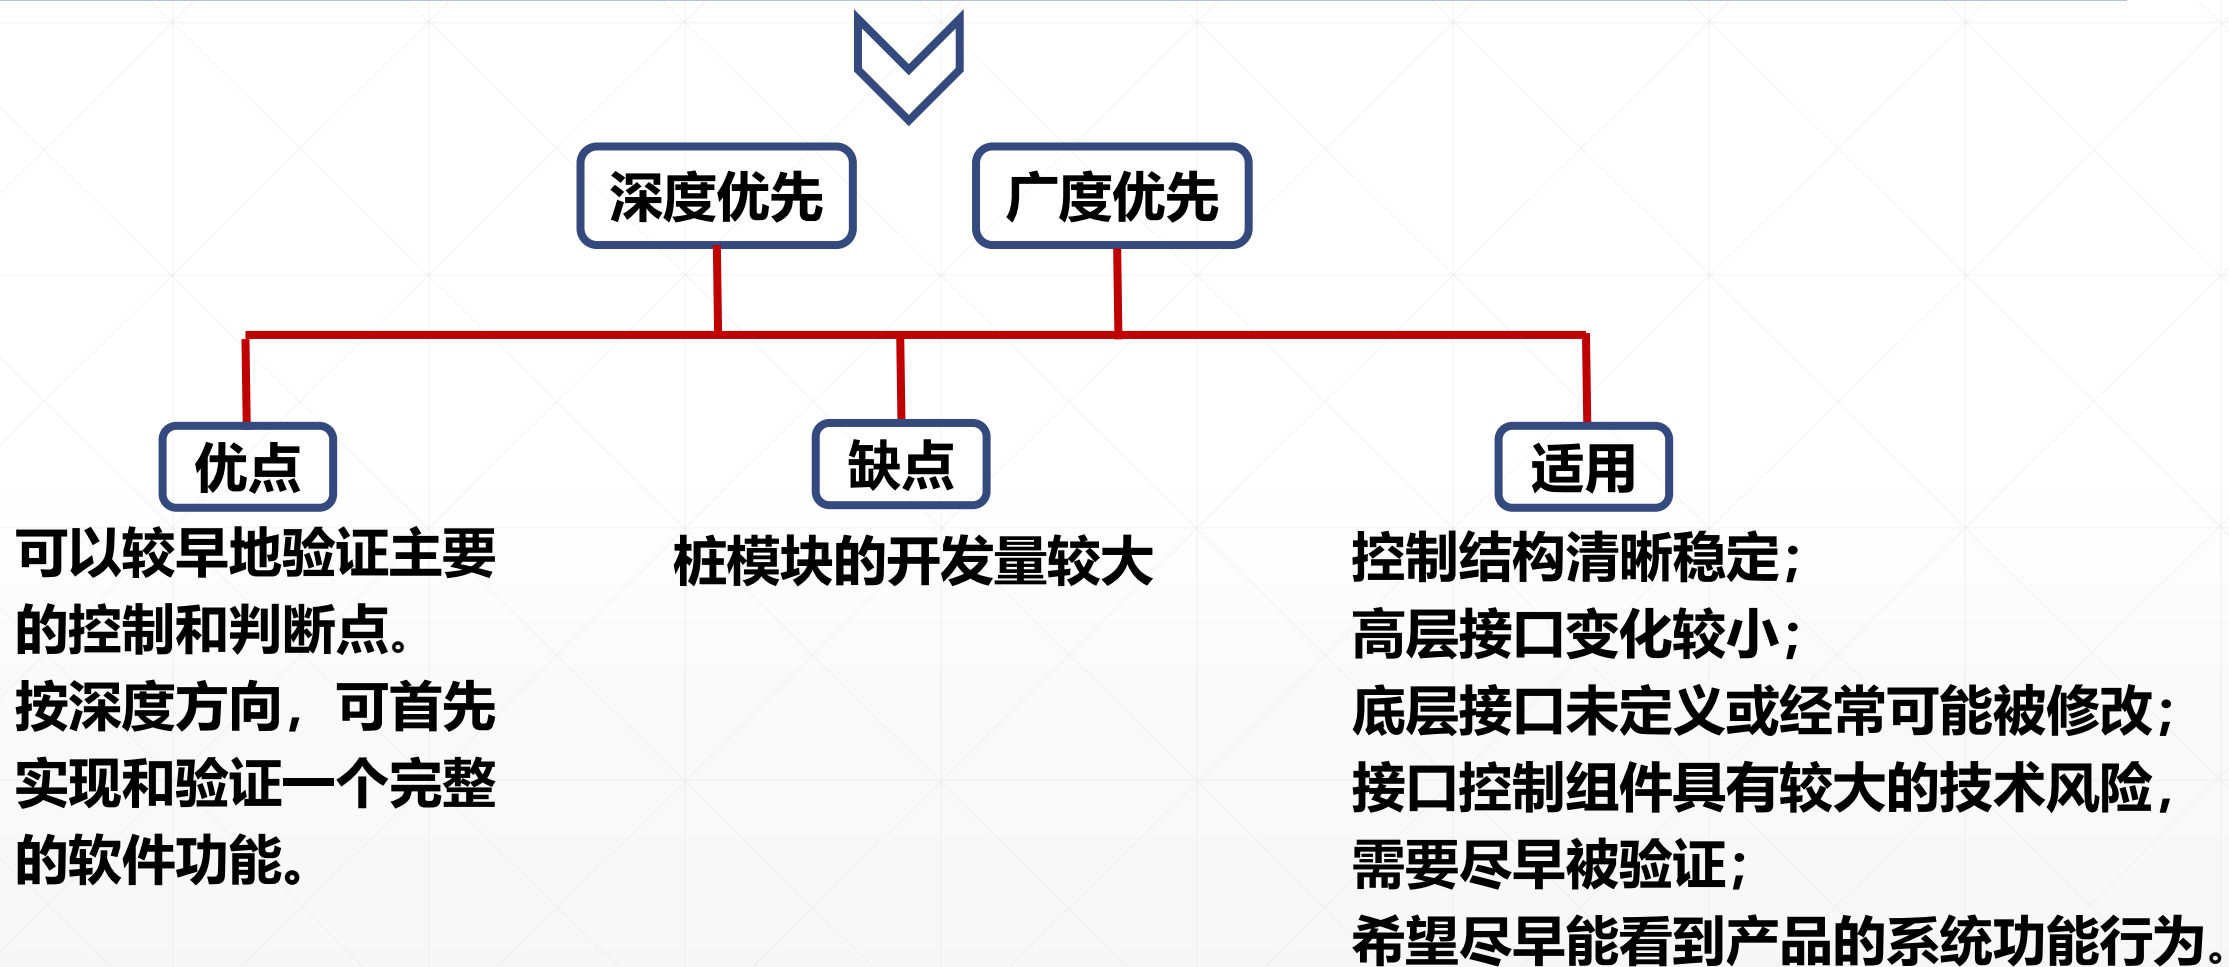 深度优先
广度优先
优点
缺点
适用
可以较早地验证主要
的控制和判断点。
按深度方向，可首先
实现和验证一个完整
的软件功能。
桩模块的开发量较大
控制结构清晰稳定；
高层接口变化较小；
底层接口未定义或经常可能被修改；
接口控制组件具有较大的技术风险，
需要尽早被验证；
希望尽早能看到产品的系统功能行为。